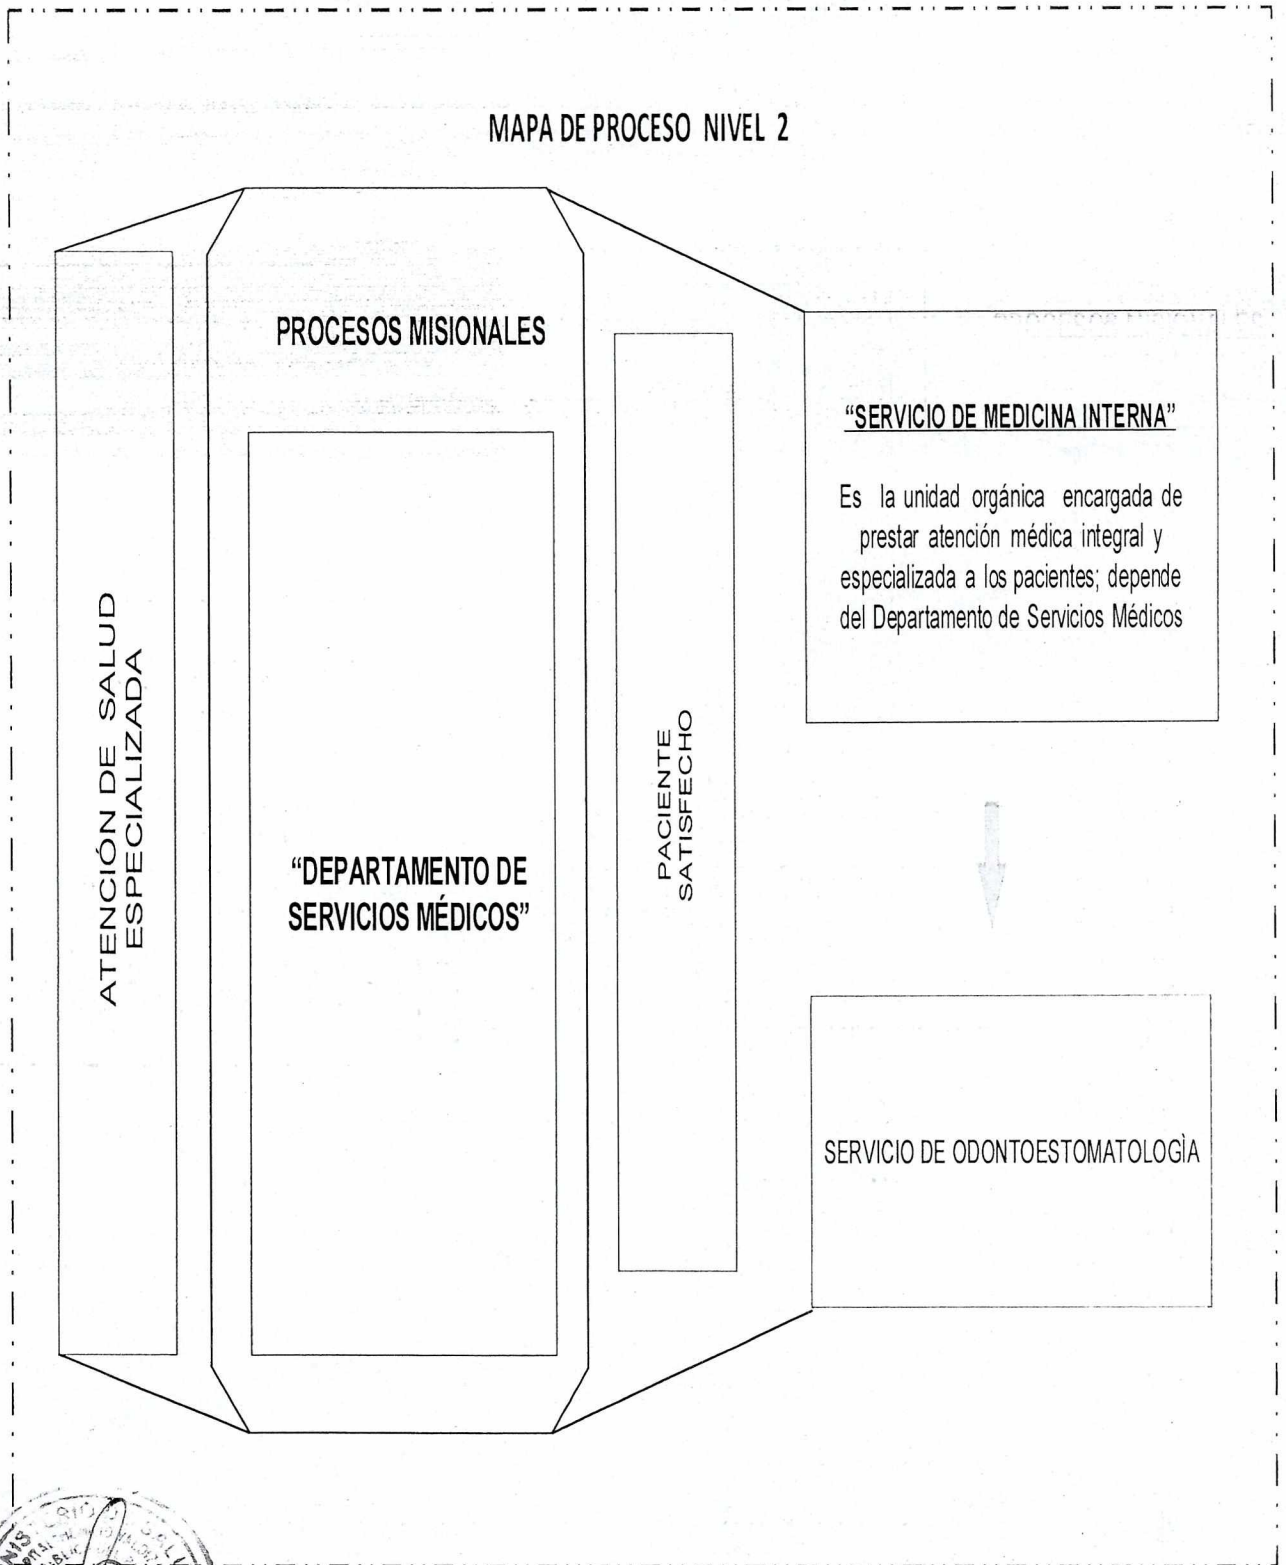 MAPA DE PROCESO NIVEL 2
PROCESOS MISIONALES
ATENCIÓN DE SALUD
ESPECIALIZADA
“DEPARTAMENTO DE
SERVICIOS MÉDICOS”
PACIENTE
SATISFECHO
“SERVICIO DE MEDICINA INTERNA”
Es la unidad orgánica encargada de
prestar atención médica integral y
especializada a los pacientes; depende
del Departamento de Servicios Médicos
SERVICIO DE ODONTOESTOMATOLOGÌA